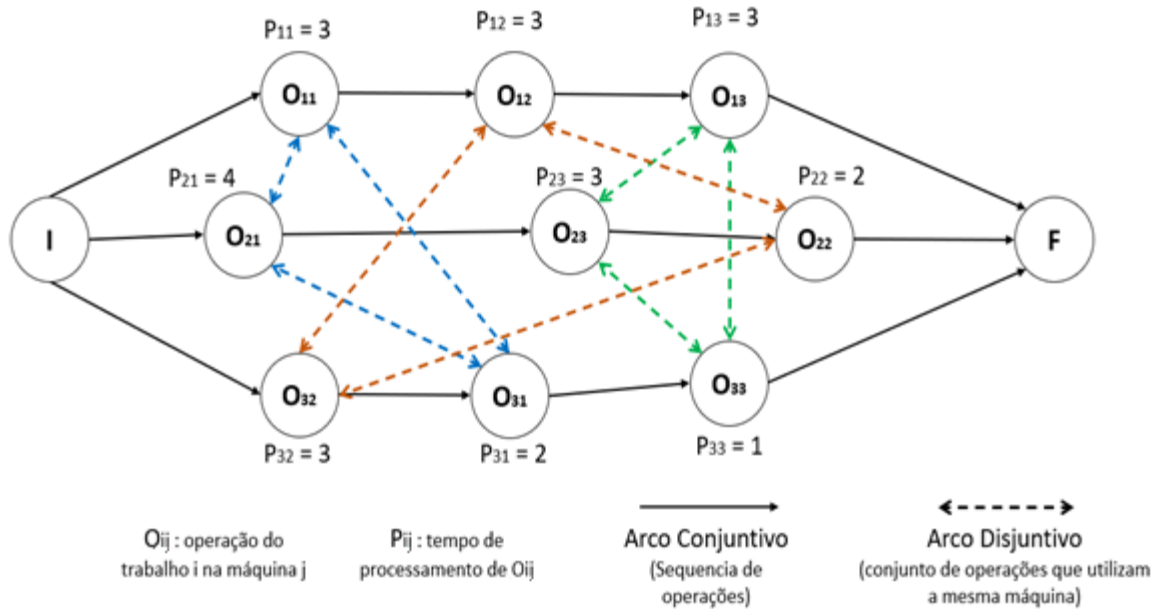 P11 = 3
P12 = 3
P13 = 3
O11
O12
O13
P21 = 4
P23 = 3
P22 = 2
I
O21
O23
O22
F
O32
O31
O33
P32 = 3
P31 = 2
P33 = 1
Oij : operação do
trabalho i na máquina j
Pij : tempo de
processamento de Oij
Arco Conjuntivo
(Sequencia de
operações)
Arco Disjuntivo
(conjunto de operações que utilizam
a mesma máquina)